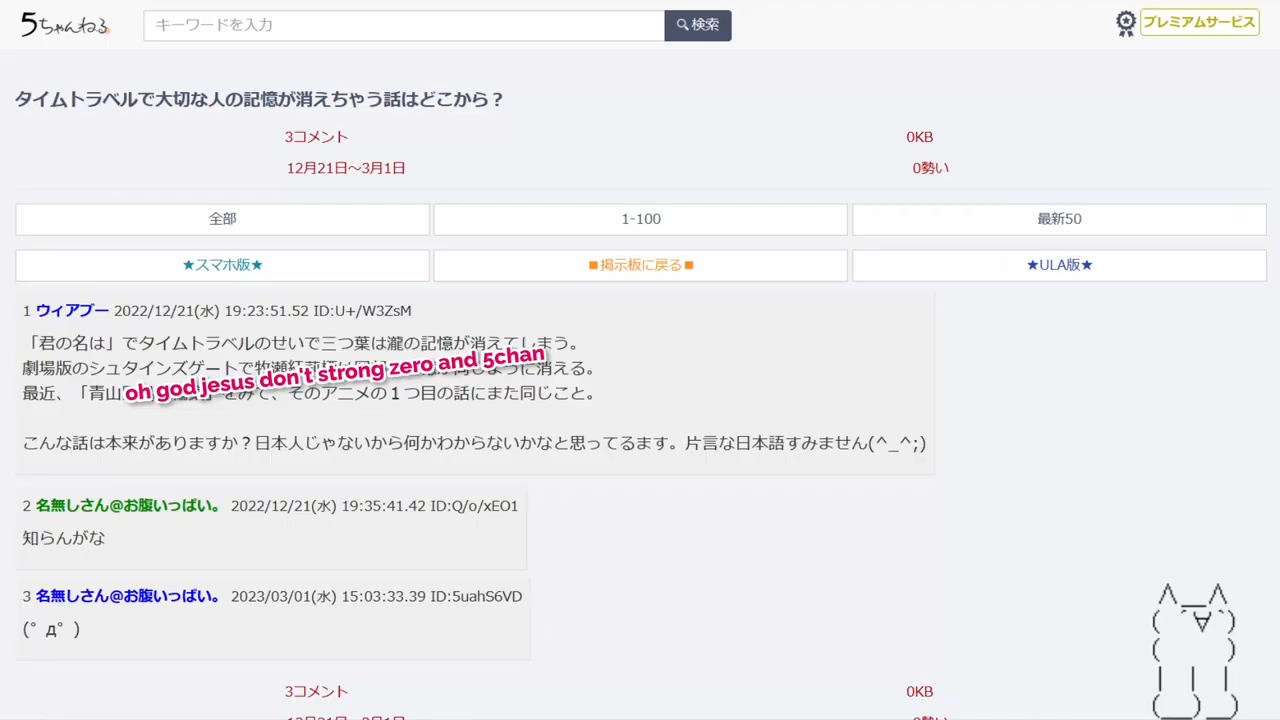 5ちゃんねる
キーワードを入力
検索
プレミアムサービス
タイムトラベルで大切な人の記憶が消えちゃう話はどこから？
3コメント
0KB
12月21日～3月1日
0勢い
全部
1-100
最新50
★スマホ版★
■掲示板に戻る■
★ULA版★
1 ウィアブー 2022/12/21(水) 19:23:51.52 ID:U+/W3ZsM
「君の名は」でタイムトラベルのせいで三つ葉は瀧の記憶が消えてしまう。
劇場版のシュタインズゲートで牧瀬紅莉栖は同じように消える。
oh god jesus don't strong zero and 5chan
最近、「青山をみて、そのアニメの１つ目の話にまた同じこと。
こんな話は本来がありますか？日本人じゃないから何かわからないかなと思ってるます。片言な日本語すみません(^_^;)
2 名無しさん@お腹いっぱい。 2022/12/21(水) 19:35:41.42 ID:Q/o/xEO1
知らんがな
3 名無しさん@お腹いっぱい。 2023/03/01(水) 15:03:33.39 ID:5uahS6VD
(ﾟдﾟ)
3コメント
0KB